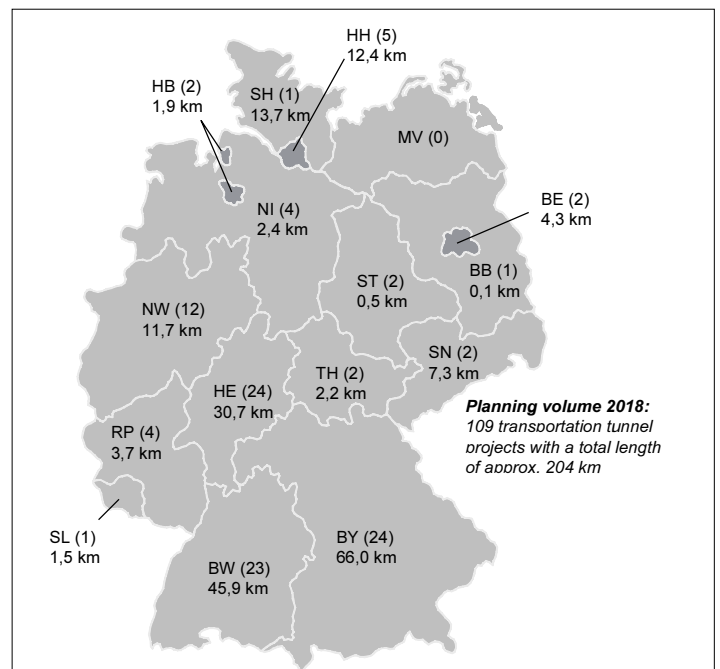 HH (5)
12,4 km
HB (2)
1,9 km
SH (1)
13,7 km
MV (0)
BE (2)
4,3 km
NI (4)
2,4 km
BB (1)
0,1 km
ST (2)
0,5 km
NW (12)
11,7 km
SN (2)
7,3 km
TH (2)
2,2 km
HE (24)
30,7 km
Planning volume 2018:
109 transportation tunnel
projects with a total length
of approx. 204 km
RP (4)
3,7 km
SL (1)
1,5 km
BY (24)
66,0 km
BW (23)
45,9 km